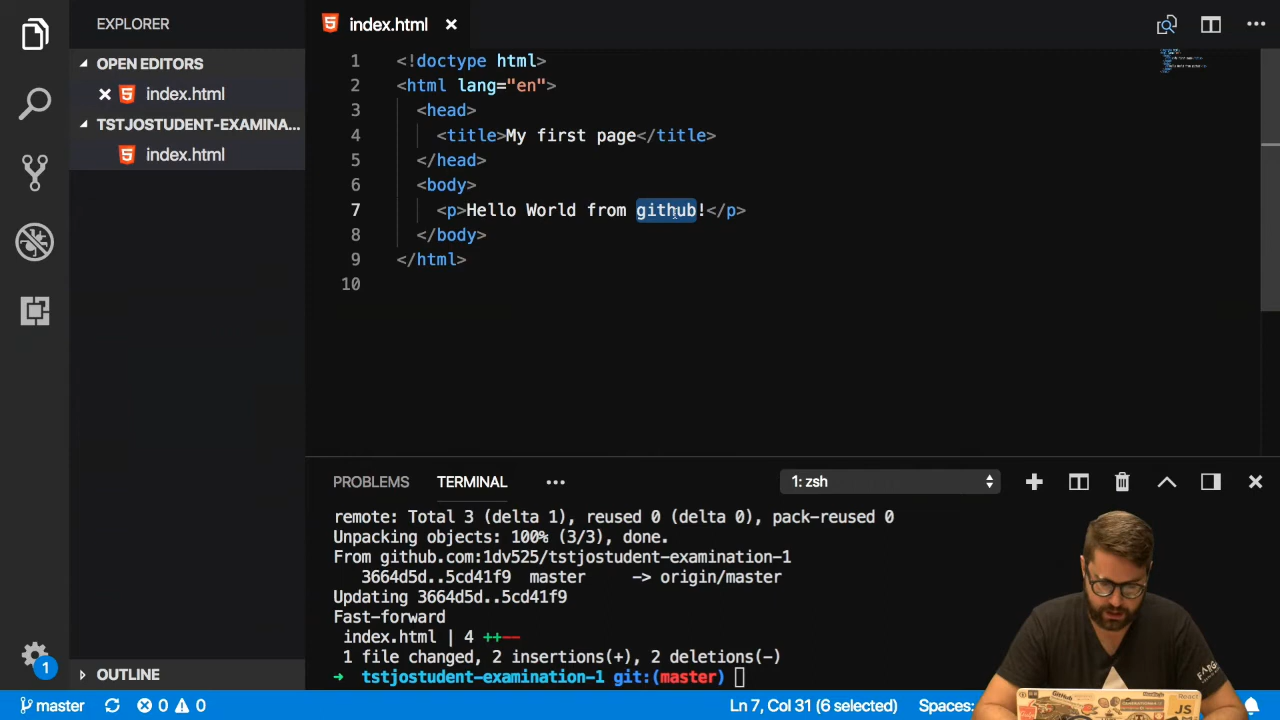 EXPLORER
index.html
OPEN EDITORS
index.html
TSTJOSTUDENT-EXAMINA...
index.html
1 <!doctype html>
2 <html lang="en">
3 <head>
4 <title>My first page</title>
5 </head>
6 <body>
7 <p>Hello World from github!</p>
8 </body>
9 </html>
10
PROBLEMS TERMINAL ... 1: zsh
remote: Total 3 (delta 1), reused 0 (delta 0), pack-reused 0
Unpacking objects: 100% (3/3), done.
From github.com:1dv525/tstjostudent-examination-1
3664d5d..5cd41f9 master -> origin/master
Updating 3664d5d..5cd41f9
Fast-forward
index.html | 4 ++--
1 file changed, 2 insertions(+), 2 deletions(-)
➜ tstjostudent-examination-1 git:(master)
OUTLINE
1
master 0 0 Ln 7, Col 31 (6 selected) Spaces:
GitHub
React
JS